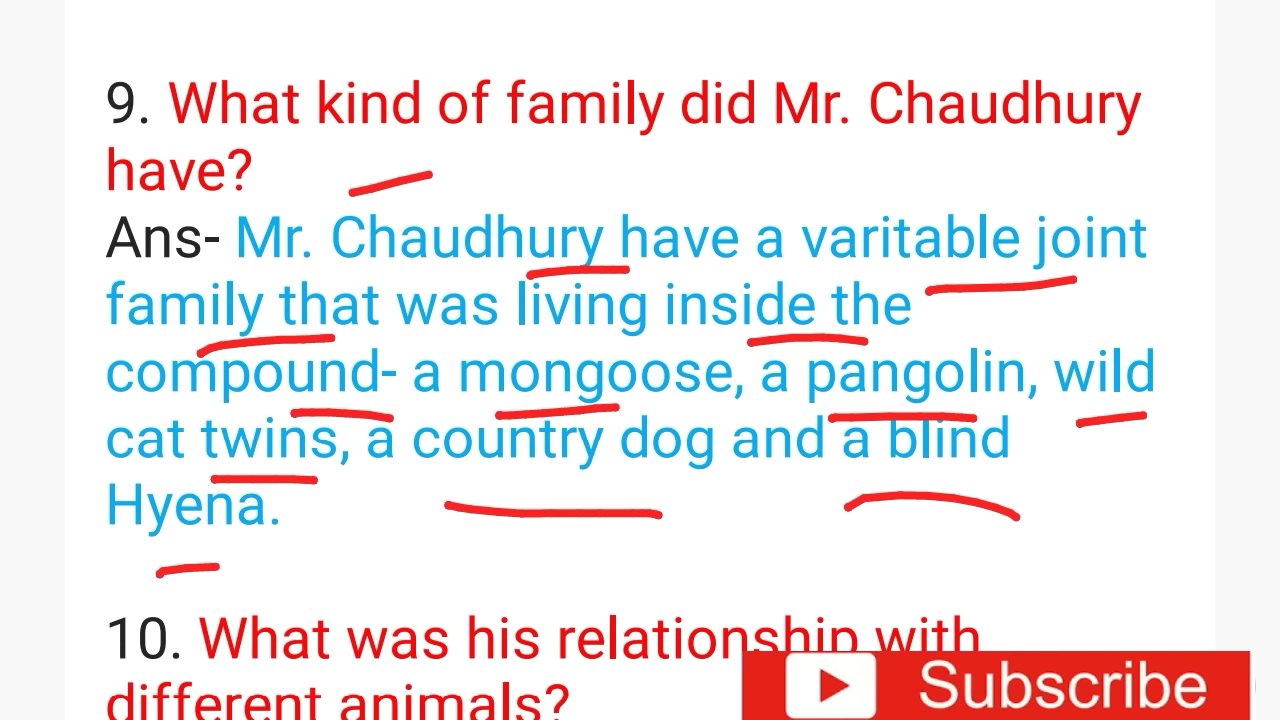 9. What kind of family did Mr. Chaudhury
have?
Ans- Mr. Chaudhury have a varitable joint
family that was living inside the
compound- a mongoose, a pangolin, wild
cat twins, a country dog and a blind
Hyena.
10. What was his relationship with
different animals?
Subscribe